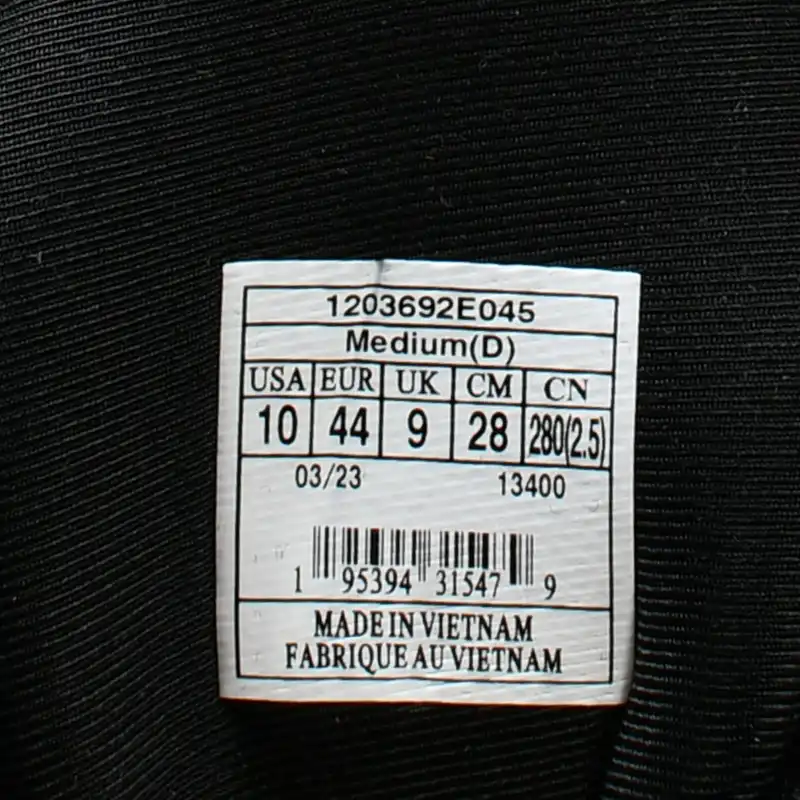 1203692E045
Medium(D)
USA EUR UK CM CN
10 44 9 28 280(2.5)
03/23 13400
1 95394 31547 9
MADE IN VIETNAM
FABRIQUE AU VIETNAM